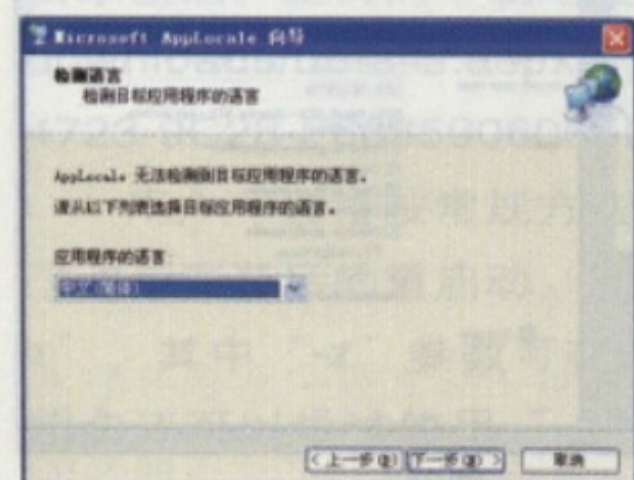 Microsoft AppLocale 向导
检测语言
检测目标应用程序的语言
AppLocale 无法检测到目标应用程序的语言。
请从以下列表选择目标应用程序的语言。
应用程序的语言:
中文(简体)
< 上一步(B) 下一步(N) > 取消